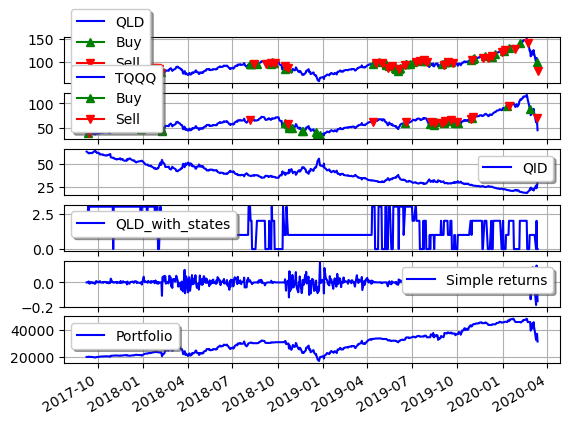 QLD
Buy
Sell
150
100
TQQQ
Buy
Sell
100
50
QID
50
25
QLD_with_states
2.5
0.0
Simple returns
0.0
−0.2
Portfolio
40000
20000
2017-10 2018-01 2018-04 2018-07 2018-10 2019-01 2019-04 2019-07 2019-10 2020-01 2020-04